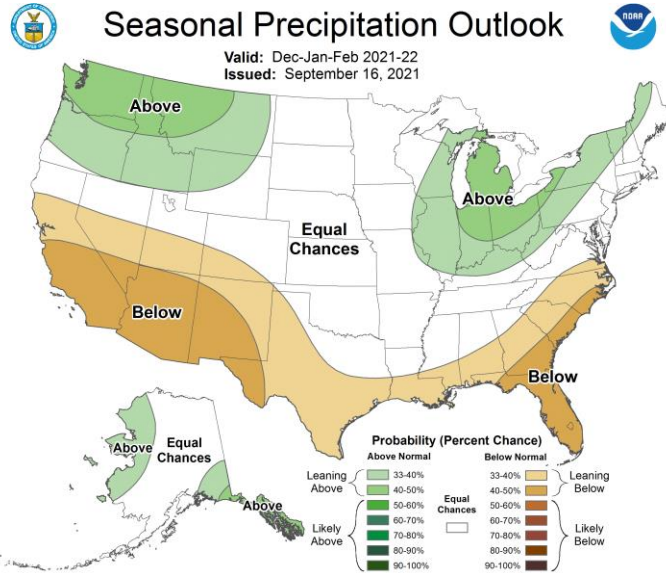 Seasonal Precipitation Outlook
NOAA
Valid: Dec-Jan-Feb 2021-22
Issued: September 16, 2021
Above
Above
Equal
Chances
Below
Below
Above
Equal
Chances
Above
Probability (Percent Chance)
Above Normal
Below Normal
Leaning
Above
33-40%
40-50%
Likely
Above
50-60%
60-70%
70-80%
80-90%
90-100%
Equal
Chances
33-40%
40-50%
Leaning
Below
50-60%
60-70%
70-80%
80-90%
90-100%
Likely
Below